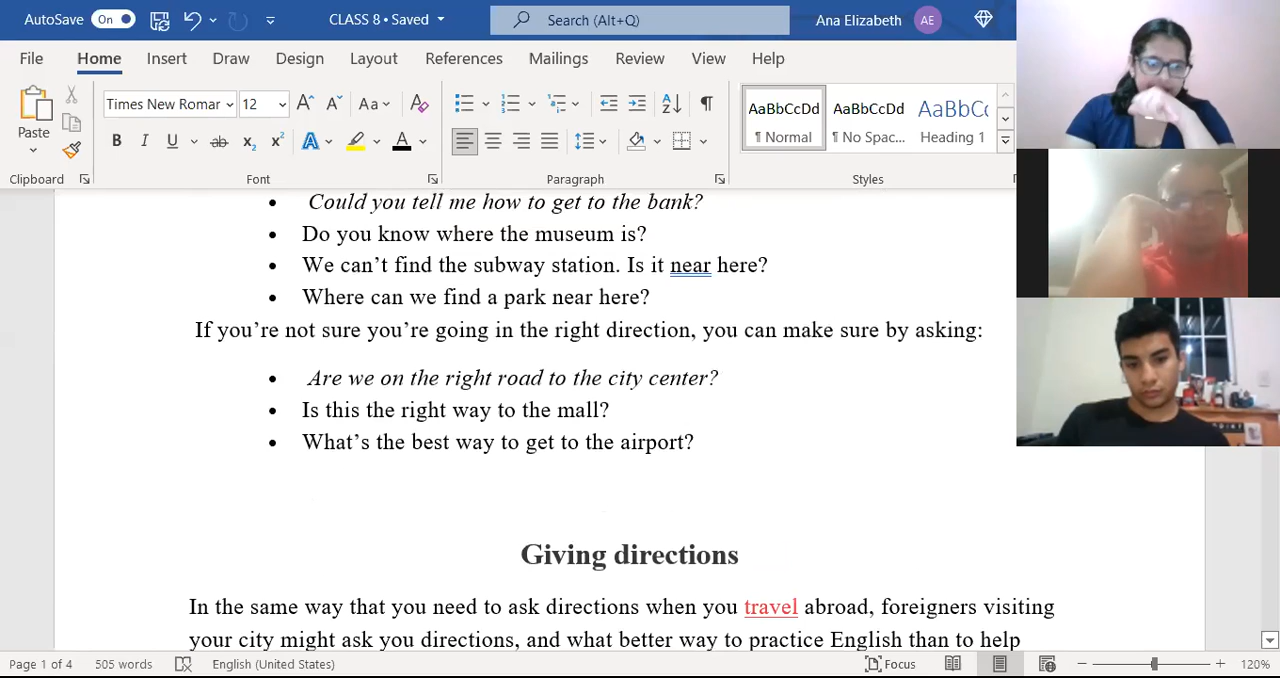 AutoSave On CLASS 8 • Saved Search (Alt+Q) Ana Elizabeth AE
File Home Insert Draw Design Layout References Mailings Review View Help
Times New Romar 12 Aa
AaBbCcDd AaBbCcDd AaBbCc
Paste B I U ab x2 x2 A A ¶ Normal ¶ No Spac... Heading 1
Clipboard Font Paragraph Styles
• Could you tell me how to get to the bank?
• Do you know where the museum is?
• We can’t find the subway station. Is it near here?
• Where can we find a park near here?
If you’re not sure you’re going in the right direction, you can make sure by asking:
• Are we on the right road to the city center?
• Is this the right way to the mall?
• What’s the best way to get to the airport?
Giving directions
In the same way that you need to ask directions when you travel abroad, foreigners visiting
your city might ask you directions, and what better way to practice English than to help
Page 1 of 4 505 words English (United States) Focus 120%